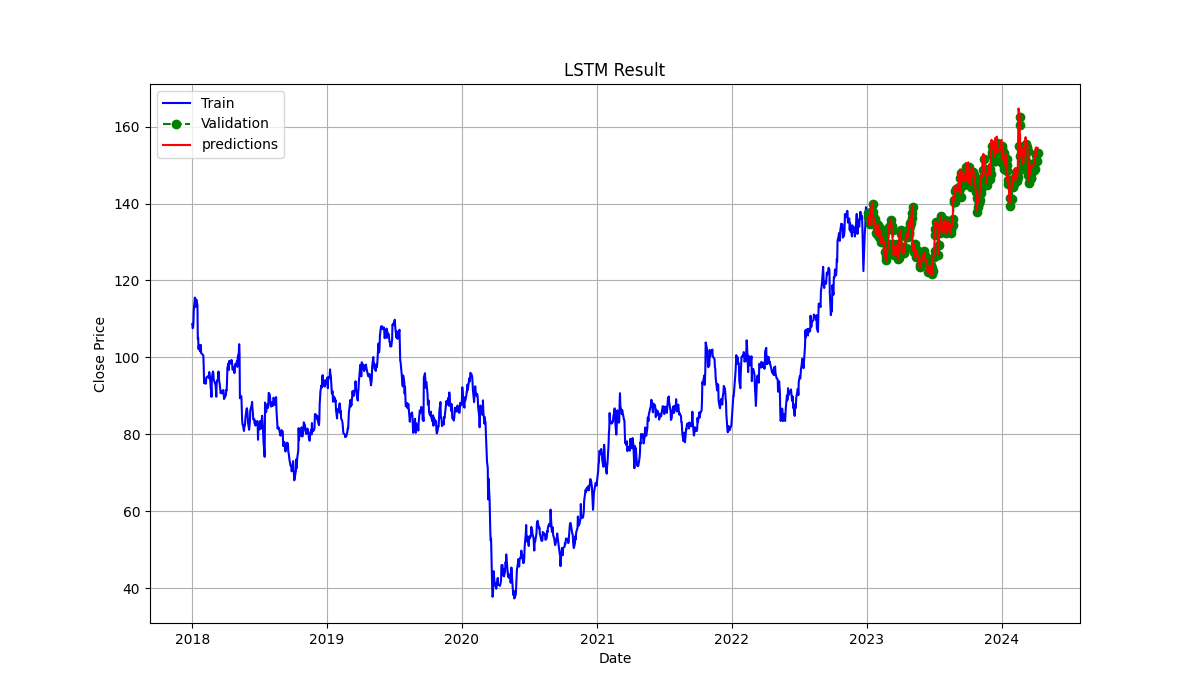 LSTM Result
Train
Validation
predictions
160
140
120
100
80
60
40
Close Price
2018 2019 2020 2021 2022 2023 2024
Date